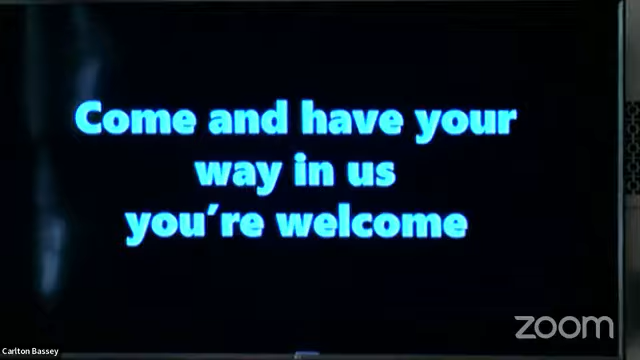 Come and have your
way in us
you're welcome
zoom
Carlton Bassey